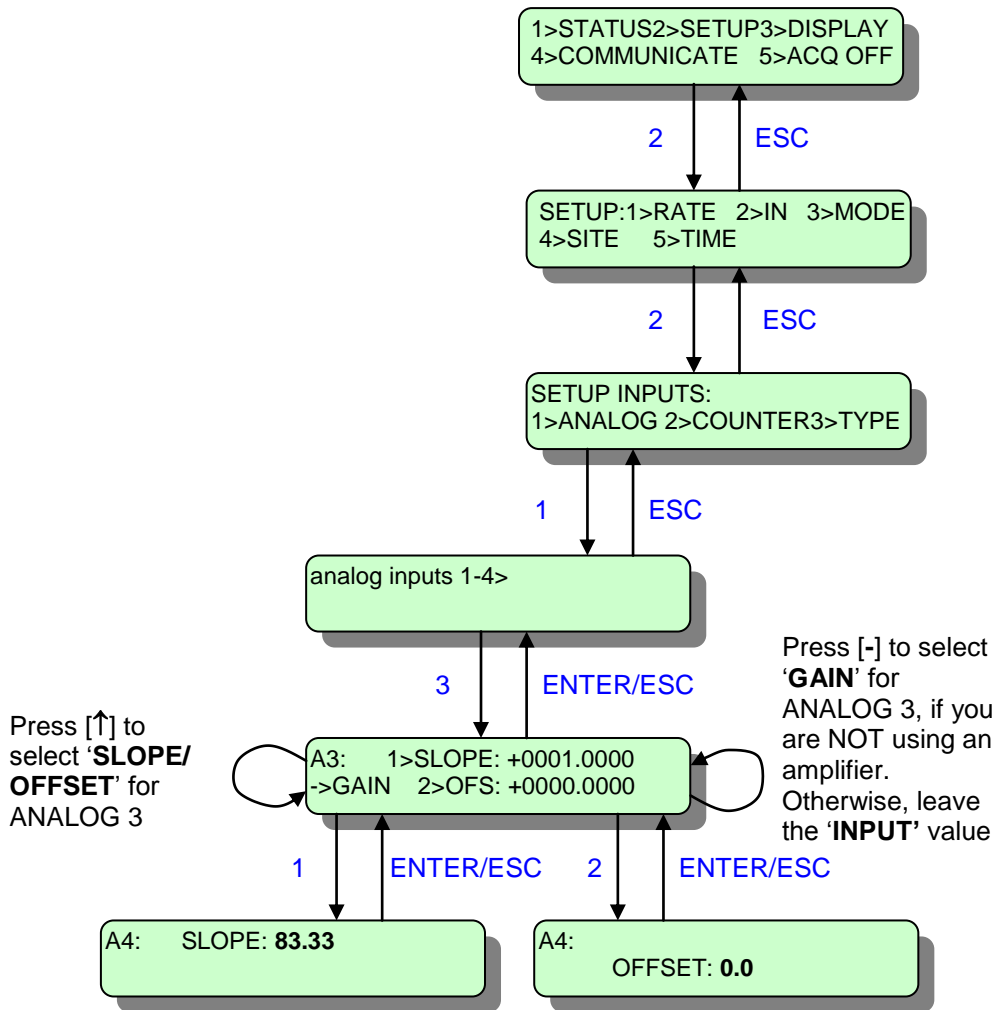 1>STATUS2>SETUP3>DISPLAY
4>COMMUNICATE 5>ACQ OFF
2
ESC
SETUP:1>RATE 2>IN 3>MODE
4>SITE 5>TIME
2
ESC
SETUP INPUTS:
1>ANALOG 2>COUNTER3>TYPE
1
ESC
analog inputs 1-4>
3
ENTER/ESC
Press [↑] to
select ‘SLOPE/
OFFSET’ for
ANALOG 3
A3: 1>SLOPE: +0001.0000
->GAIN 2>OFS: +0000.0000
Press [-] to select
‘GAIN’ for
ANALOG 3, if you
are NOT using an
amplifier.
Otherwise, leave
the ‘INPUT’ value
1
ENTER/ESC
2
ENTER/ESC
A4: SLOPE: 83.33
A4:
OFFSET: 0.0